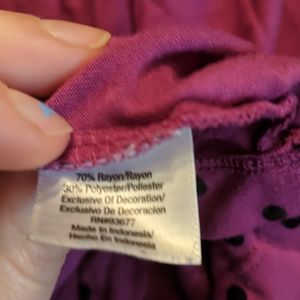 70% Rayon/Rayon
30% Polyester/Poliester
Exclusive Of Decoration/
Exclusivo De Decoracion
RN#93677
Made In Indonesia/
Hecho En Indonesia